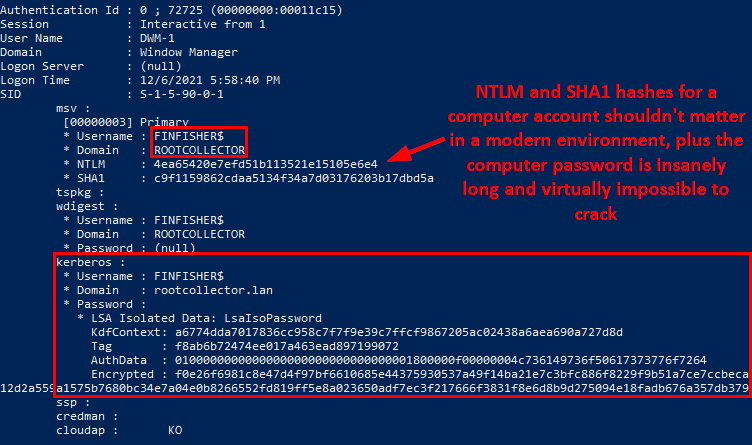 Authentication Id : 0 ; 72725 (00000000:00011c15)
Session : Interactive from 1
User Name : DWM-1
Domain : Window Manager
Logon Server : (null)
Logon Time : 12/6/2021 5:58:40 PM
SID : S-1-5-90-0-1
msv :
[00000003] Primary
* Username : FINFISHER$
* Domain : ROOTCOLLECTOR
* NTLM : 4ea65420e7efd51b113521e15105e6e4
* SHA1 : c9f1159862cdaa5134f34a7d03176203b17dbd5a
tspkg :
wdigest :
* Username : FINFISHER$
* Domain : ROOTCOLLECTOR
* Password : (null)
kerberos :
* Username : FINFISHER$
* Domain : rootcollector.lan
* Password :
* LSA Isolated Data: LsaIsoPassword
KdfContext: a6774dda7017836cc958c7f7f9e39c7ffcf9867205ac02438a6aea690a727d8d
Tag : f8ab6b72474ee017a463ead897199072
AuthData : 0100000000000000000000000000000001800000f00000004c736149736f50617373776f7264
Encrypted : f0e26f6981c8e47d4f97bf6610685e44375930537a49f14ba21e7c3bfc886f8229f9b51a7ce7ccbeca
12d2a559a1575b7680bc34e7a04e0b8266552fd819ff5e8a023650adf7ec3f217666f3831f8e6d8b9d275094e18fadb676a357db379
ssp :
credman :
cloudap : KO
NTLM and SHA1 hashes for a
computer account shouldn't matter
in a modern environment, plus the
computer password is insanely
long and virtually impossible to
crack